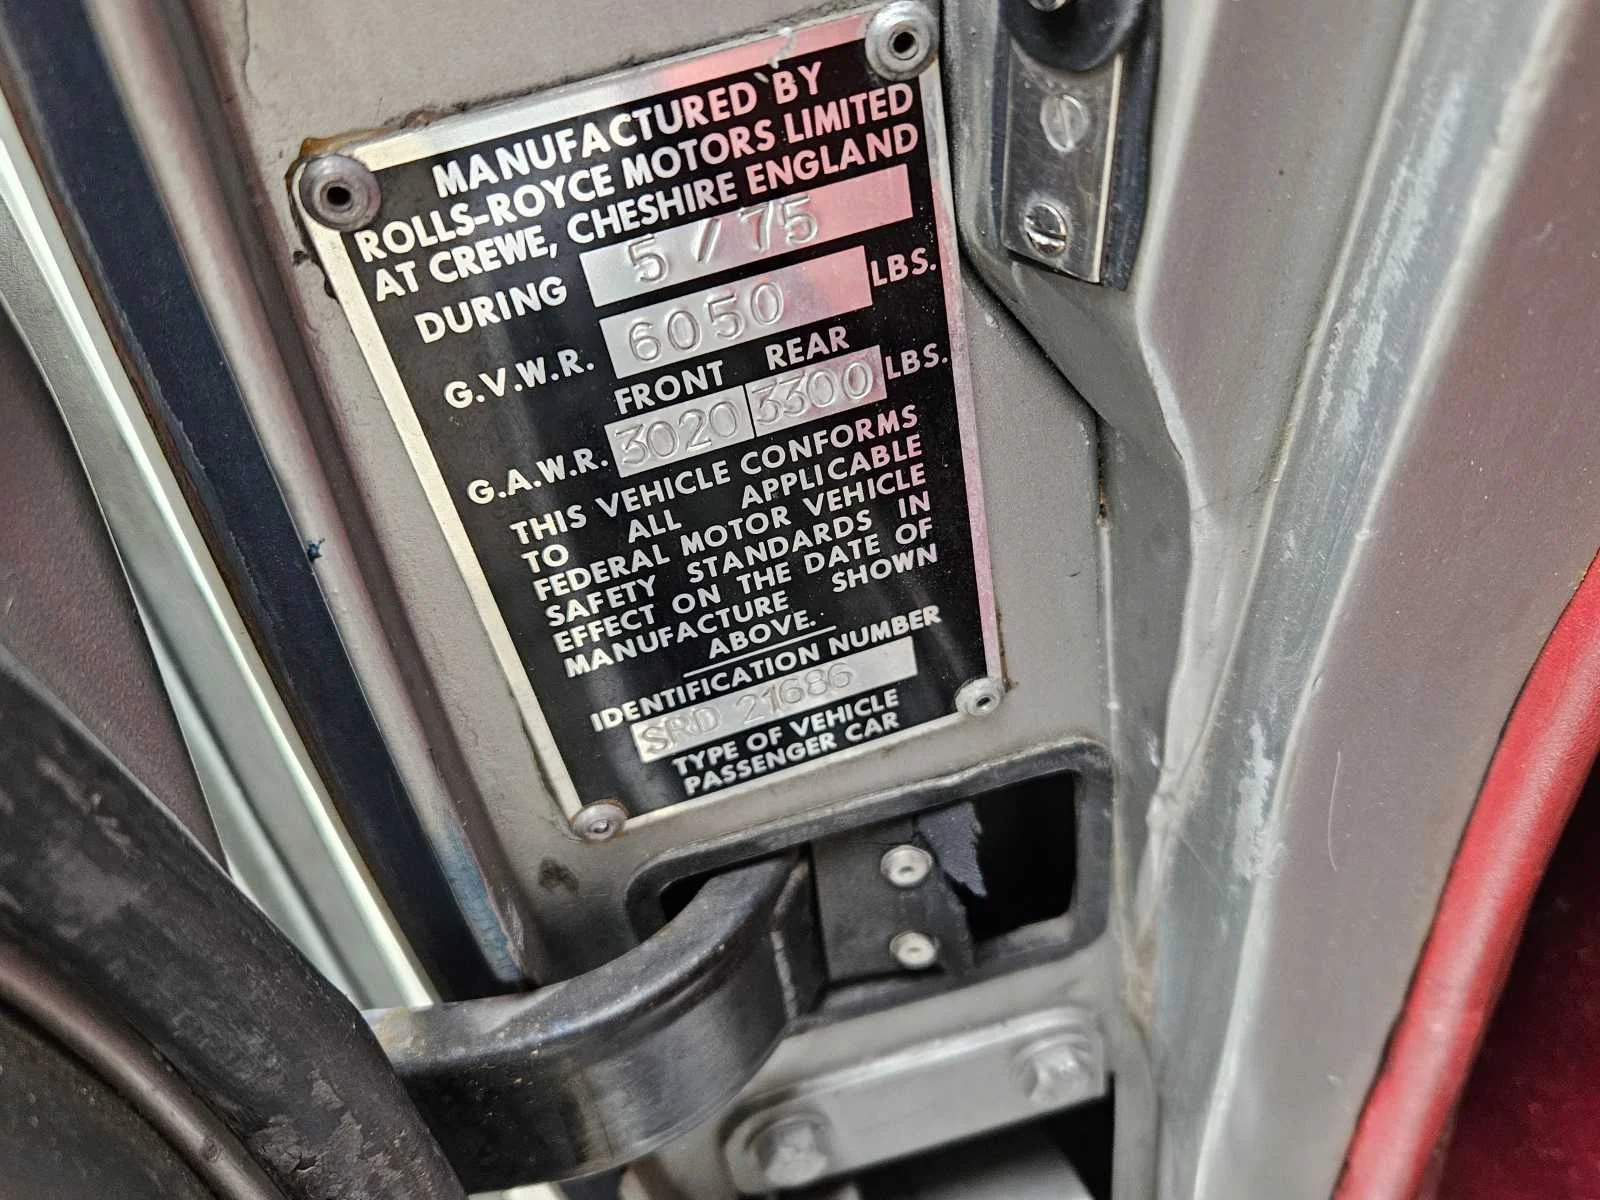 MANUFACTURED BY
ROLLS-ROYCE MOTORS LIMITED
AT CREWE, CHESHIRE ENGLAND
DURING 5/75
G.V.W.R. 6050 LBS.
FRONT REAR
G.A.W.R. 3020 3300 LBS.
THIS VEHICLE CONFORMS
TO ALL APPLICABLE
FEDERAL MOTOR VEHICLE
SAFETY STANDARDS IN
EFFECT ON THE DATE OF
MANUFACTURE SHOWN
ABOVE.
IDENTIFICATION NUMBER
SRD 21686
TYPE OF VEHICLE
PASSENGER CAR